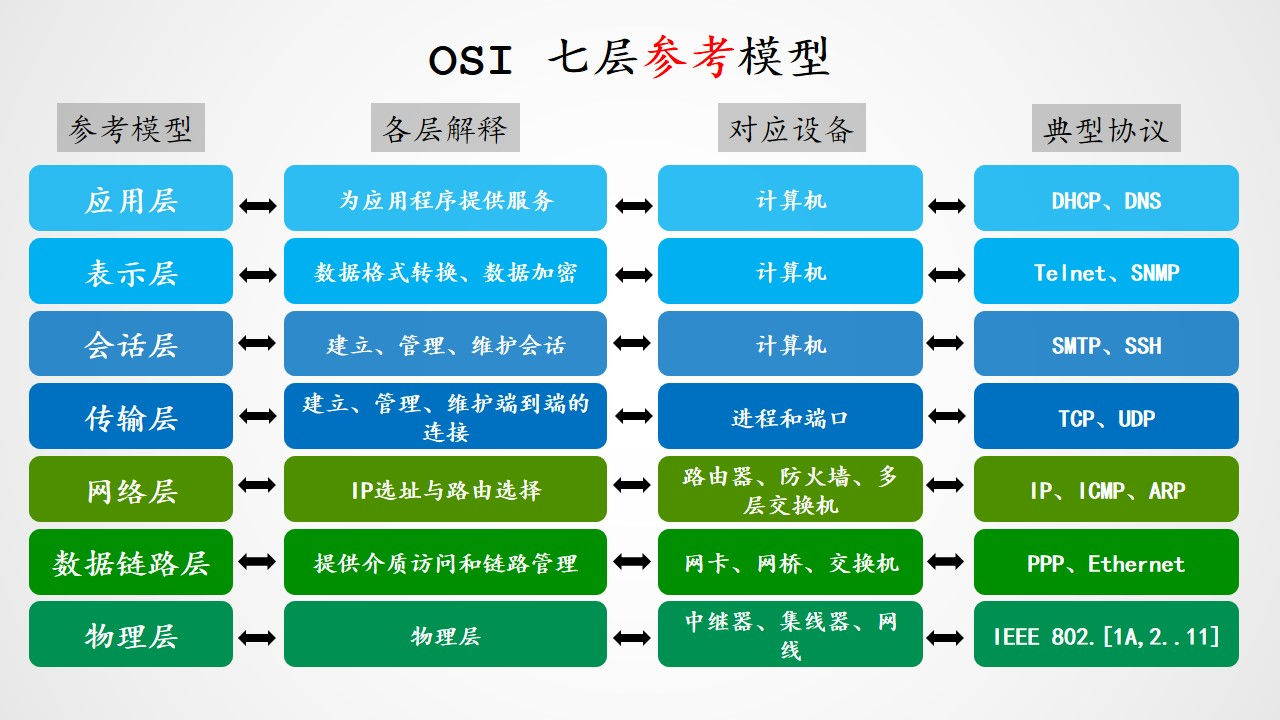 OSI 七层参考模型
参考模型 各层解释 对应设备 典型协议
应用层 为应用程序提供服务 计算机 DHCP、DNS
表示层 数据格式转换、数据加密 计算机 Telnet、SNMP
会话层 建立、管理、维护会话 计算机 SMTP、SSH
传输层 建立、管理、维护端到端的
连接 进程和端口 TCP、UDP
网络层 IP选址与路由选择 路由器、防火墙、多
层交换机 IP、ICMP、ARP
数据链路层 提供介质访问和链路管理 网卡、网桥、交换机 PPP、Ethernet
物理层 物理层 中继器、集线器、网
线 IEEE 802.[1A,2..11]